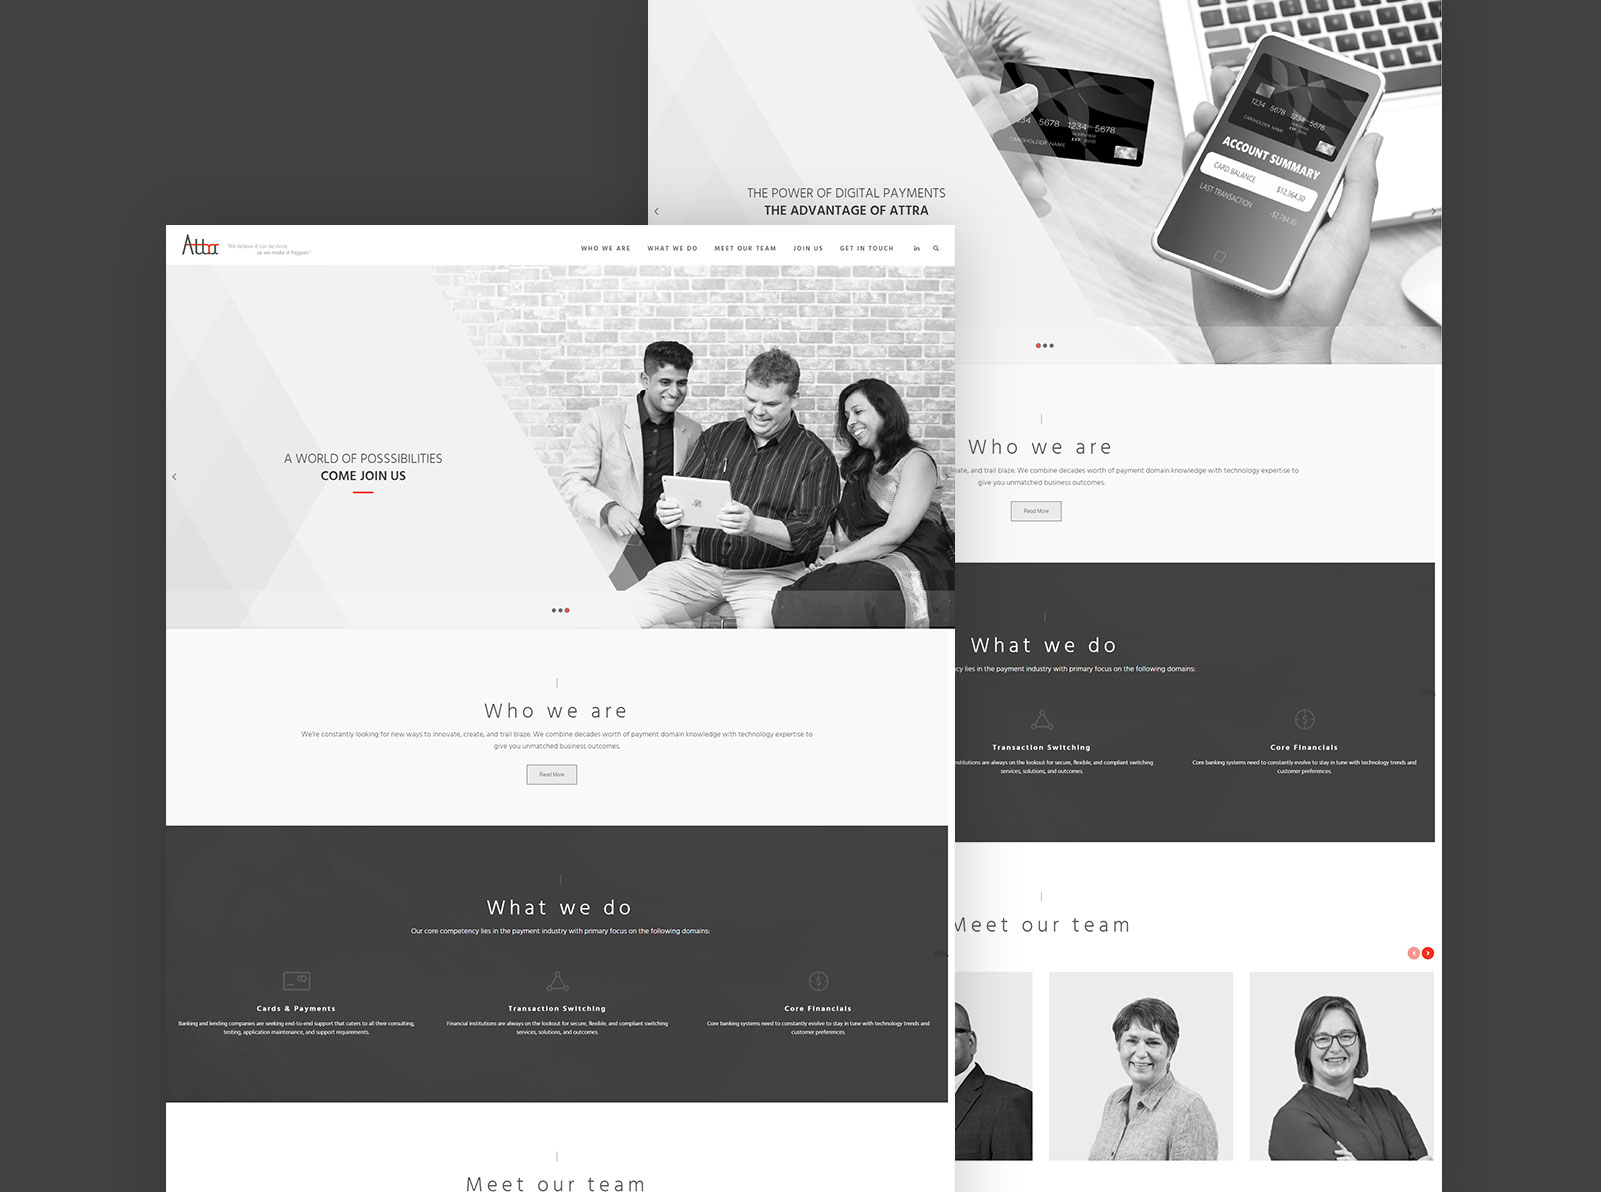 THE POWER OF DIGITAL PAYMENTS
THE ADVANTAGE OF ATTRA
5678 1234 5678
CARDHOLDER NAME
1234 5678 1234 5678
CARDHOLDER NAME
ACCOUNT SUMMARY
CARD BALANCE $12,364.30
LAST TRANSACTION -$2,764.30
Attra
"We believe it can be done,
so we make it happen"
WHO WE ARE WHAT WE DO MEET OUR TEAM JOIN US GET IN TOUCH in
A WORLD OF POSSSIBILITIES
COME JOIN US
Who we are
We're constantly looking for new ways to innovate, create, and trail blaze. We combine decades worth of payment domain knowledge with technology expertise to
give you unmatched business outcomes.
Read More
What we do
Our core competency lies in the payment industry with primary focus on the following domains:
Cards & Payments
Banking and lending companies are seeking end-to-end support that caters to all their consulting,
testing, application maintenance, and support requirements.
Transaction Switching
Financial institutions are always on the lookout for secure, flexible, and compliant switching
services, solutions, and outcomes.
Core Financials
Core banking systems need to constantly evolve to stay in tune with technology trends and
customer preferences.
Meet our team
in
Who we are
eate, and trail blaze. We combine decades worth of payment domain knowledge with technology expertise to
give you unmatched business outcomes.
Read More
What we do
cy lies in the payment industry with primary focus on the following domains:
Transaction Switching
nstitutions are always on the lookout for secure, flexible, and compliant switching
services, solutions, and outcomes.
Core Financials
Core banking systems need to constantly evolve to stay in tune with technology trends and
customer preferences.
Meet our team